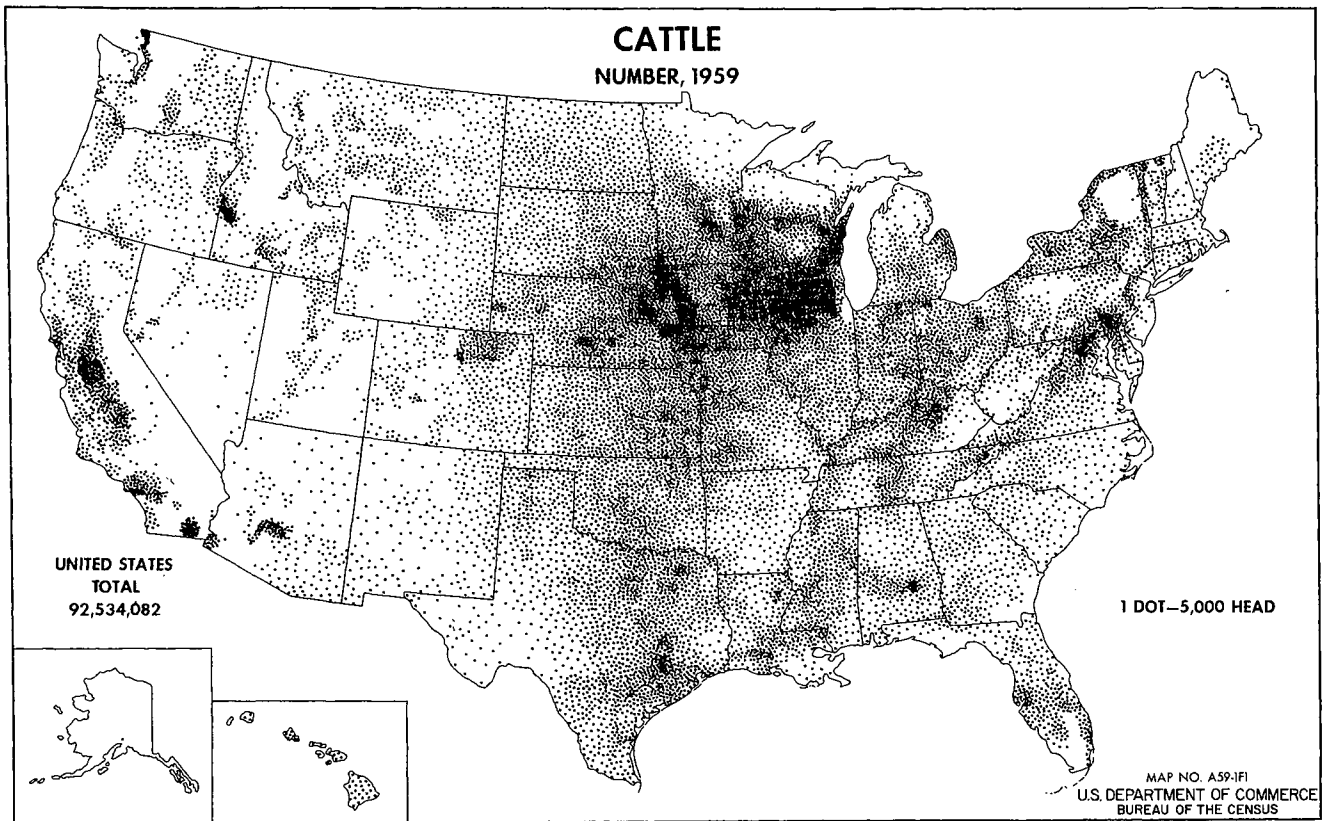 CATTLE
NUMBER, 1959
UNITED STATES
TOTAL
92,534,082
1 DOT—5,000 HEAD
MAP NO. A59-1F1
U.S. DEPARTMENT OF COMMERCE
BUREAU OF THE CENSUS